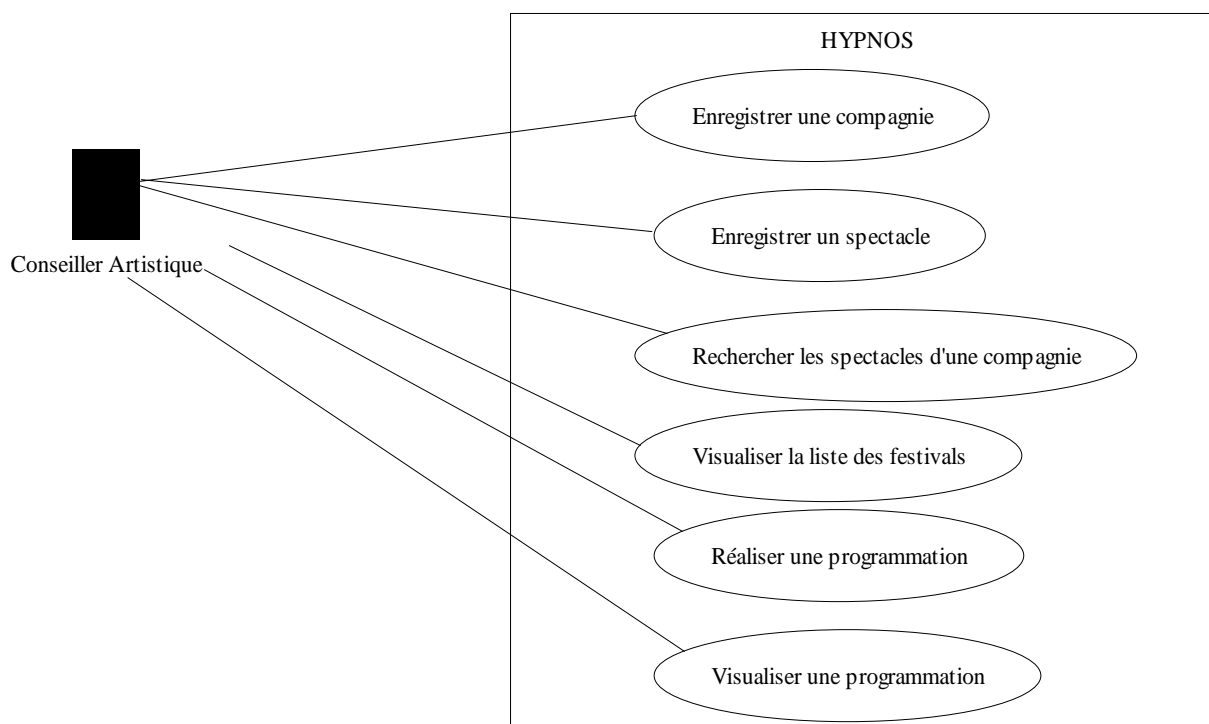 HYPNOS
Enregistrer une compagnie
Enregistrer un spectacle
Conseiller Artistique
Rechercher les spectacles d'une compagnie
Visualiser la liste des festivals
Réaliser une programmation
Visualiser une programmation